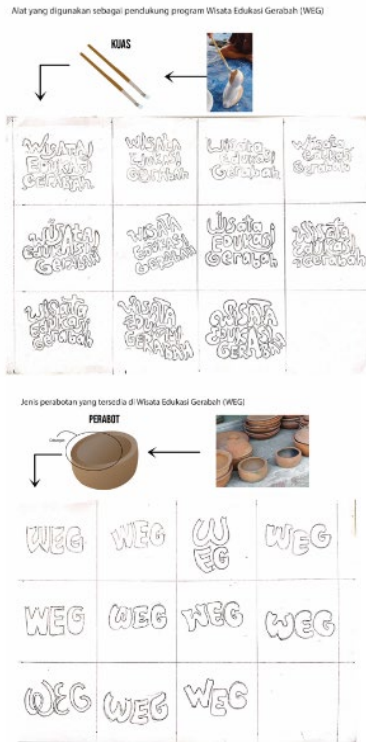 Alat yang digunakan sebagai pendukung program Wisata Edukasi Gerabah (WEG)
KUAS
WISATA EDUKASI Gerabah
WISATA Edukasi Gerabah
Wisata Edukasi Gerabah
Wisata Edukasi Gerabah
WISATA EDUKASI Gerabah
WISATA Edukasi GERABAH
Wisata EDUKASI Gerabah
Wisata Edukasi Gerabah
Wisata EDUKASI Gerabah
WISATA EDUKASI GERABAH
WISATA EDUKASI GERABAH
Jenis perabotan yang tersedia di Wisata Edukasi Gerabah (WEG)
PERABOT
WEG
WEG
WEG
WEG
WEG
WEG
WEG
WEG
WEG
WEG
WEG